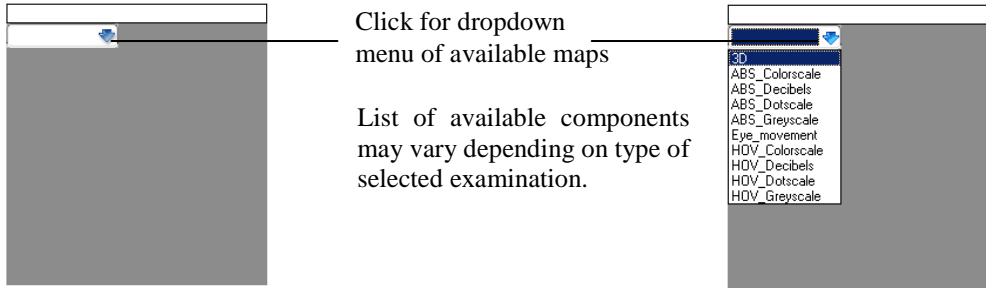 Click for dropdown
menu of available maps
List of available components
may vary depending on type of
selected examination.
3D
ABS_Colorscale
ABS_Decibels
ABS_Dotscale
ABS_Greyscale
Eye_movement
HOV_Colorscale
HOV_Decibels
HOV_Dotscale
HOV_Greyscale